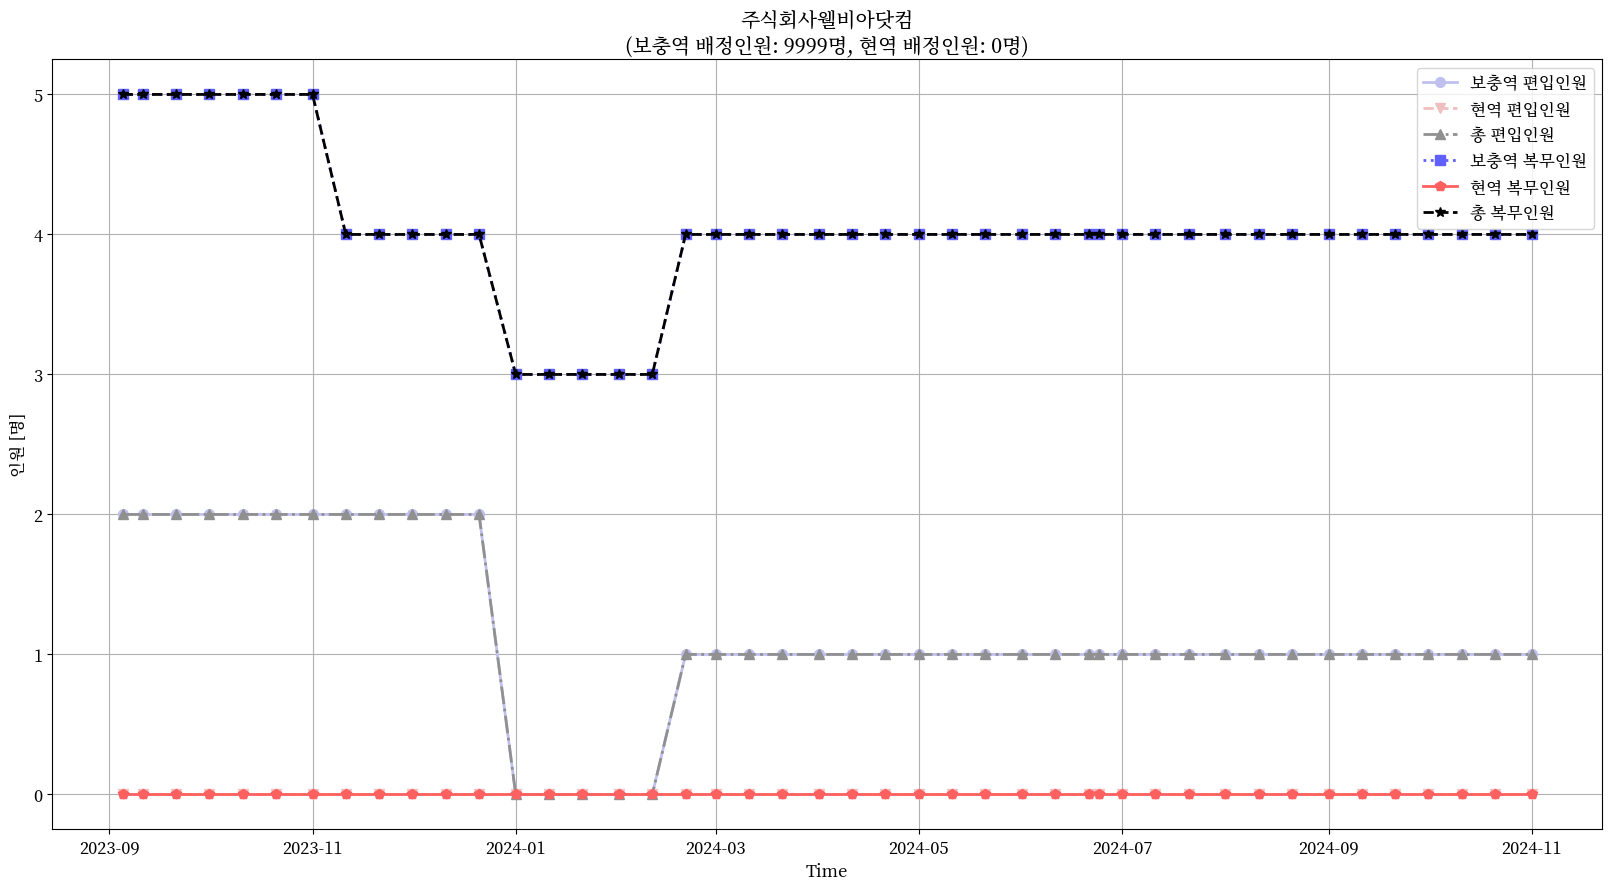 주식회사웰비아닷컴
(보충역 배정인원: 9999명, 현역 배정인원: 0명)
보충역 편입인원
현역 편입인원
총 편입인원
보충역 복무인원
현역 복무인원
총 복무인원
인원 [명]
5
4
3
2
1
0
2023-09
2023-11
2024-01
2024-03
2024-05
2024-07
2024-09
2024-11
Time